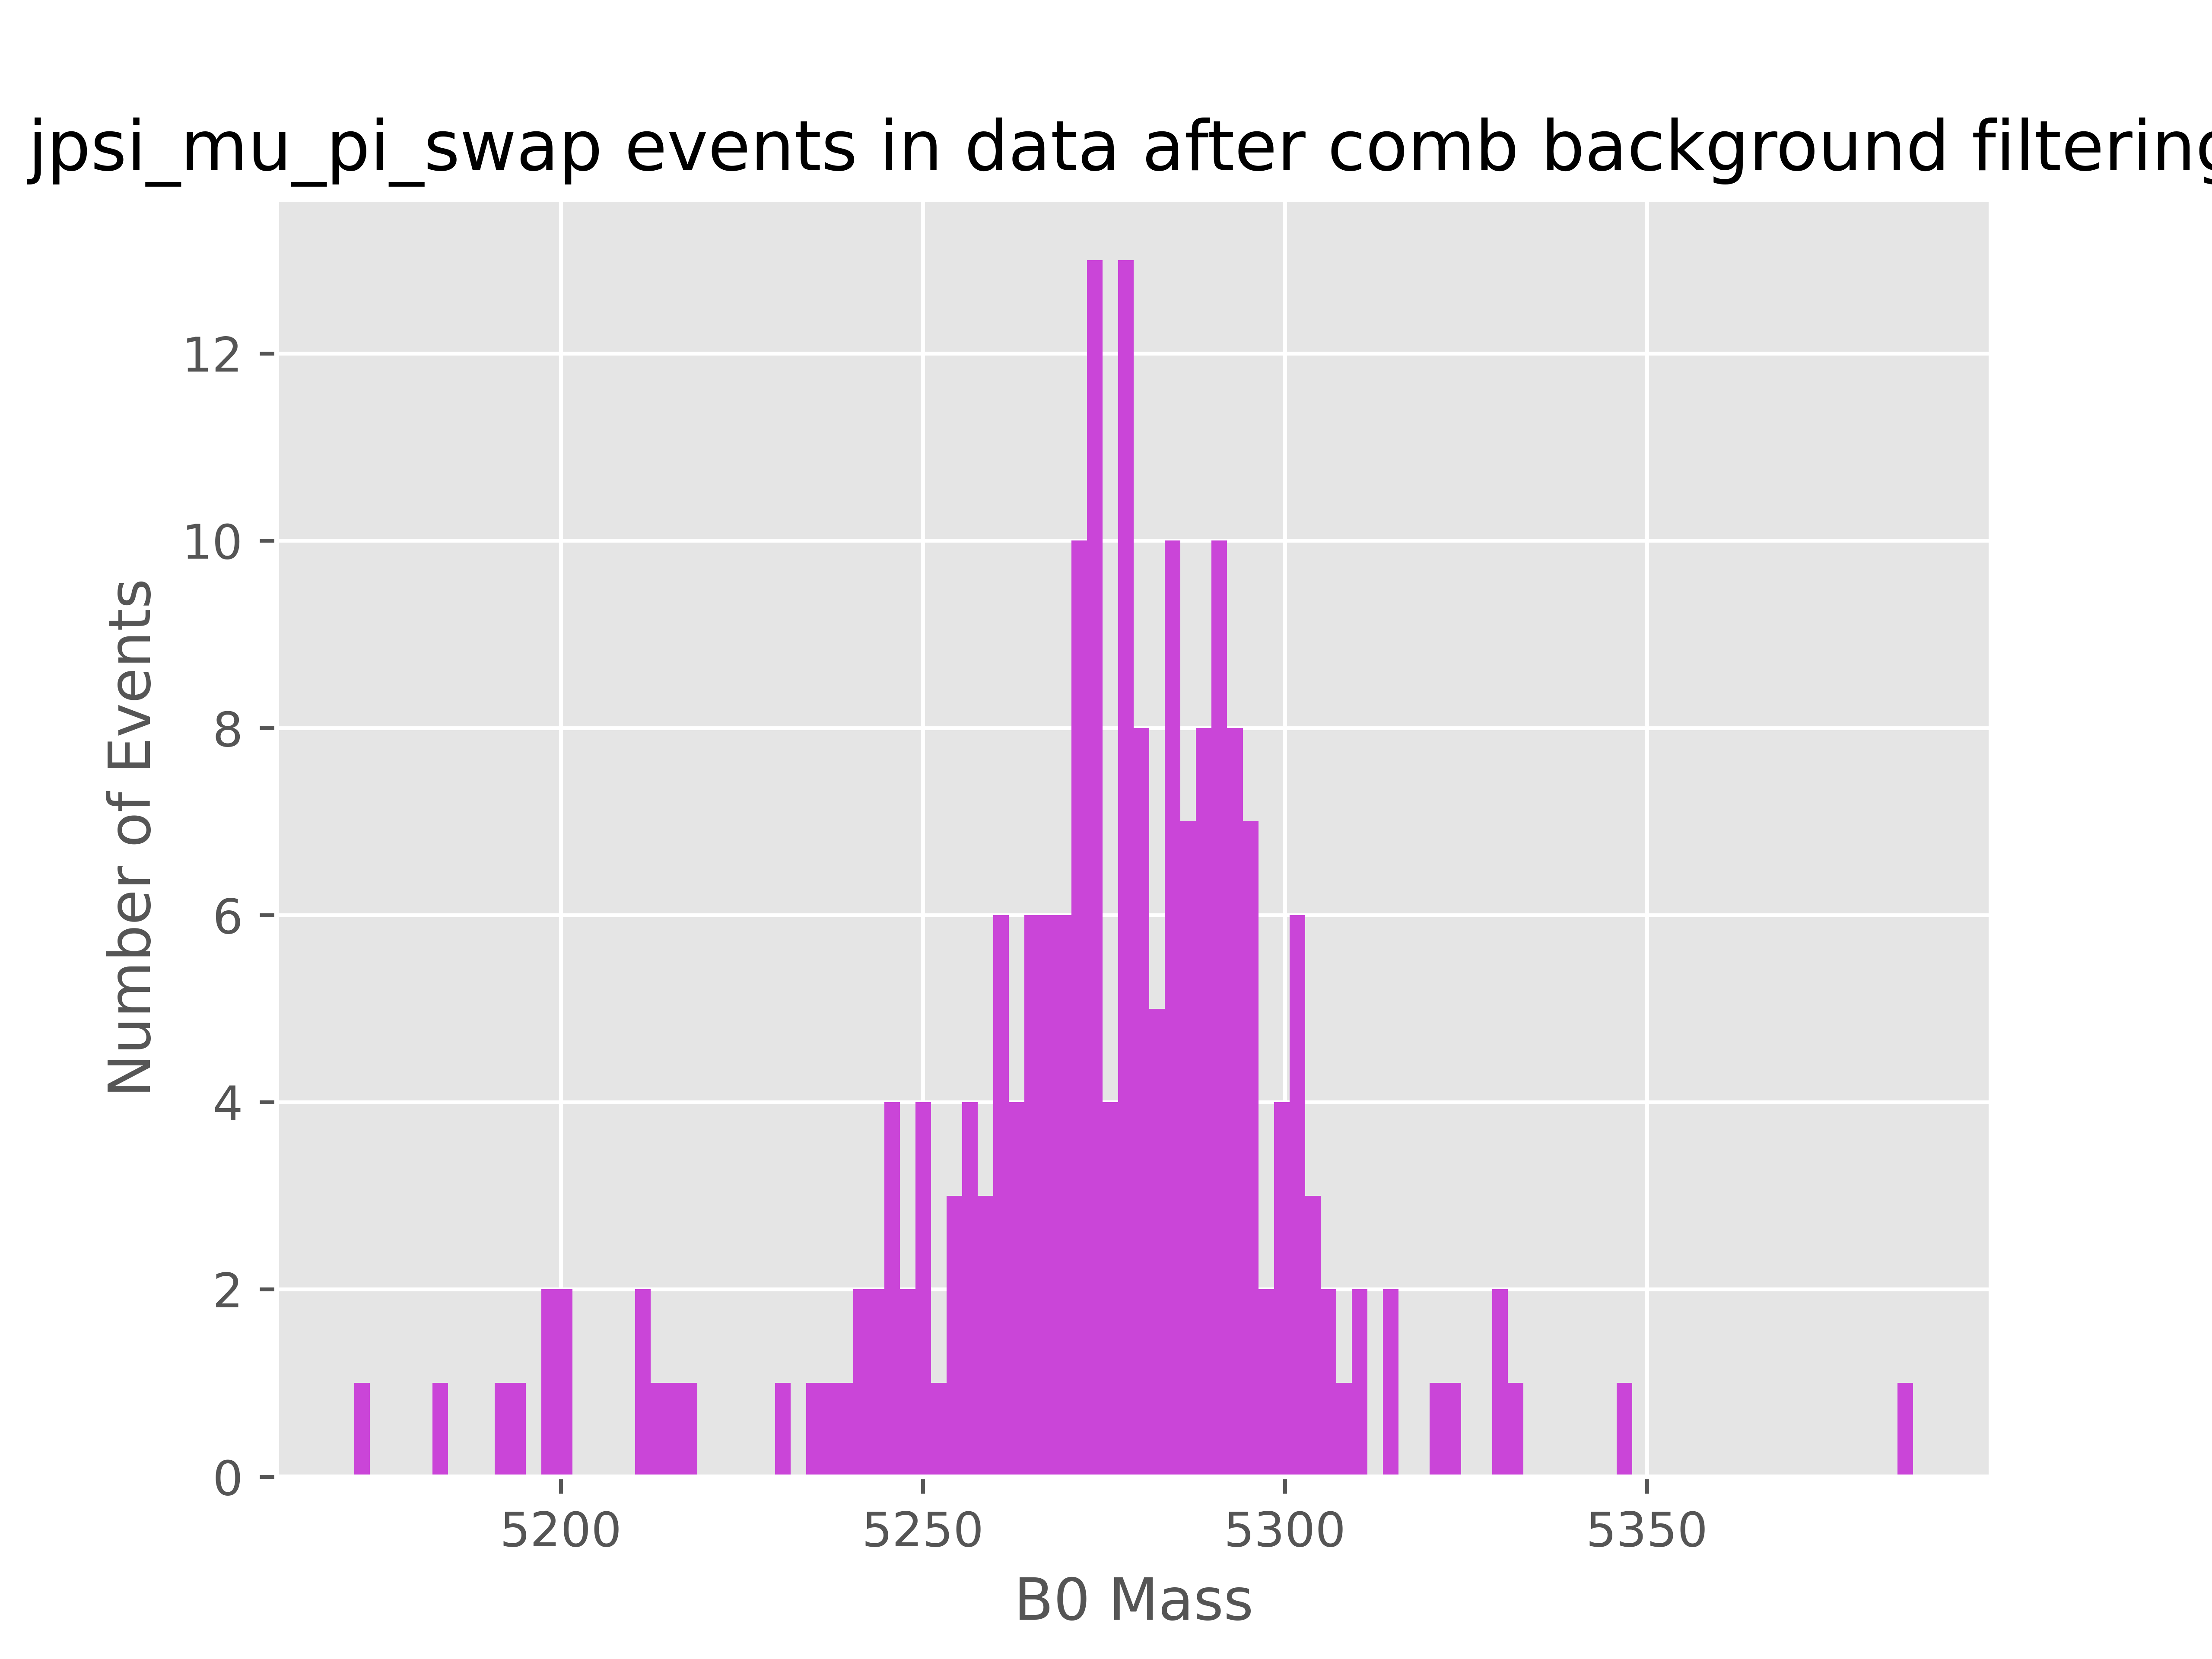 jpsi_mu_pi_swap events in data after comb background filtering
12
10
8
6
4
2
0
Number of Events
5200 5250 5300 5350
B0 Mass